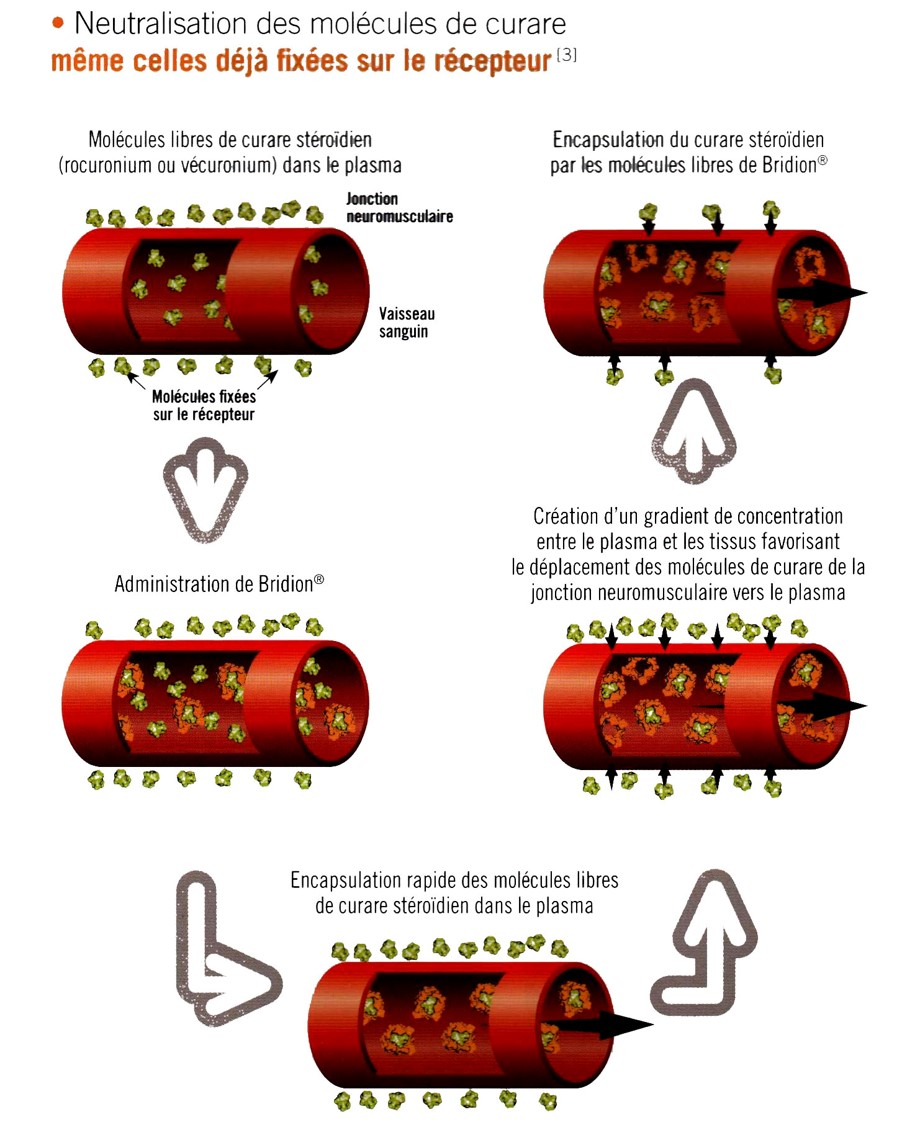 • Neutralisation des molécules de curare
même celles déjà fixées sur le récepteur [3]
Molécules libres de curare stéroïdien
(rocuronium ou vécuronium) dans le plasma
Jonction
neuromusculaire
Vaisseau
sanguin
Molécules fixées
sur le récepteur
Administration de Bridion®
Encapsulation rapide des molécules libres
de curare stéroïdien dans le plasma
Création d'un gradient de concentration
entre le plasma et les tissus favorisant
le déplacement des molécules de curare de la
jonction neuromusculaire vers le plasma
Encapsulation du curare stéroïdien
par les molécules libres de Bridion®